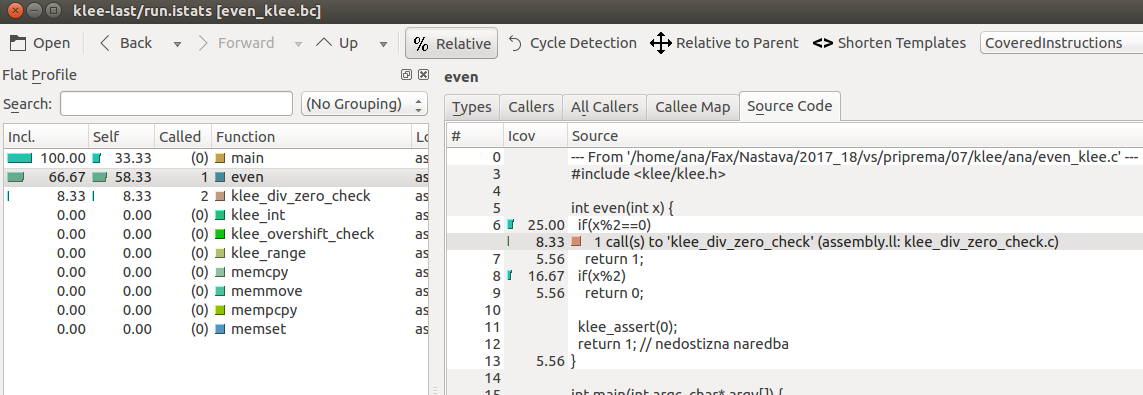 klee-last/run.istats [even_klee.bc]
Open Back Forward Up % Relative Cycle Detection Relative to Parent <> Shorten Templates CoveredInstructions
Flat Profile
Search: (No Grouping)
Incl. Self Called Function Lo
100.00 33.33 (0) main as
66.67 58.33 1 even as
8.33 8.33 2 klee_div_zero_check as
0.00 0.00 (0) klee_int as
0.00 0.00 (0) klee_overshift_check as
0.00 0.00 (0) klee_range as
0.00 0.00 (0) memcpy as
0.00 0.00 (0) memmove as
0.00 0.00 (0) mempcpy as
0.00 0.00 (0) memset as
even
Types Callers All Callers Callee Map Source Code
# Icov Source
0 --- From '/home/ana/Fax/Nastava/2017_18/vs/priprema/07/klee/ana/even_klee.c' ---
3 #include <klee/klee.h>
4
5 int even(int x) {
6 25.00 if(x%2==0)
8.33 1 call(s) to 'klee_div_zero_check' (assembly.ll: klee_div_zero_check.c)
7 5.56 return 1;
8 16.67 if(x%2)
9 5.56 return 0;
10
11 klee_assert(0);
12 return 1; // nedostizna naredba
13 5.56 }
14
15 int main(int argc, char* argv[]) {